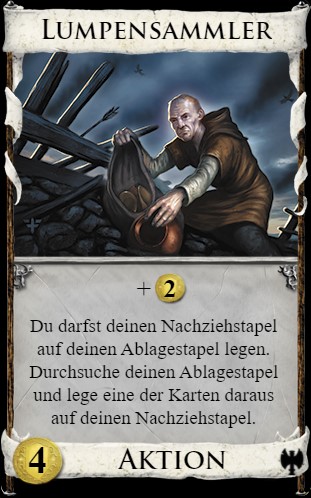 Lumpensammler
+ 2
Du darfst deinen Nachziehstapel
auf deinen Ablagestapel legen.
Durchsuche deinen Ablagestapel
und lege eine der Karten daraus
auf deinen Nachziehstapel.
4 Aktion